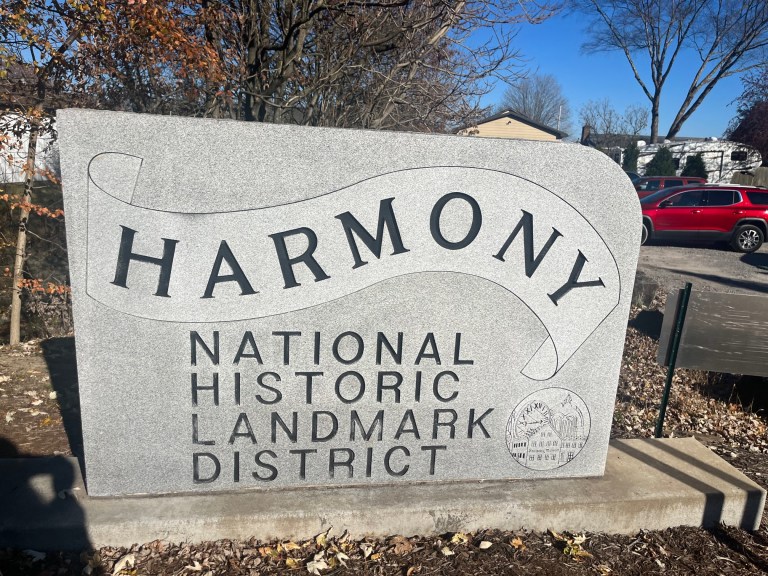 HARMONY
NATIONAL
HISTORIC
LANDMARK
DISTRICT